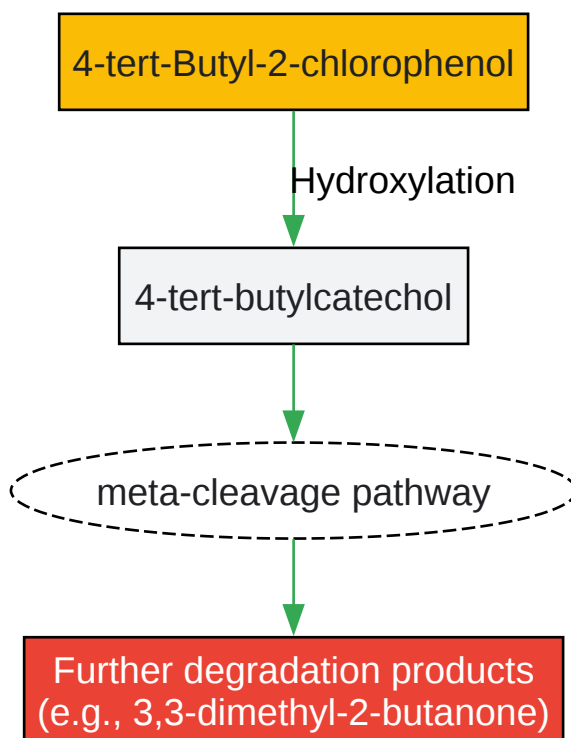 4-tert-Butyl-2-chlorophenol
Hydroxylation
4-tert-butylcatechol
meta-cleavage pathway
Further degradation products
(e.g., 3,3-dimethyl-2-butanone)